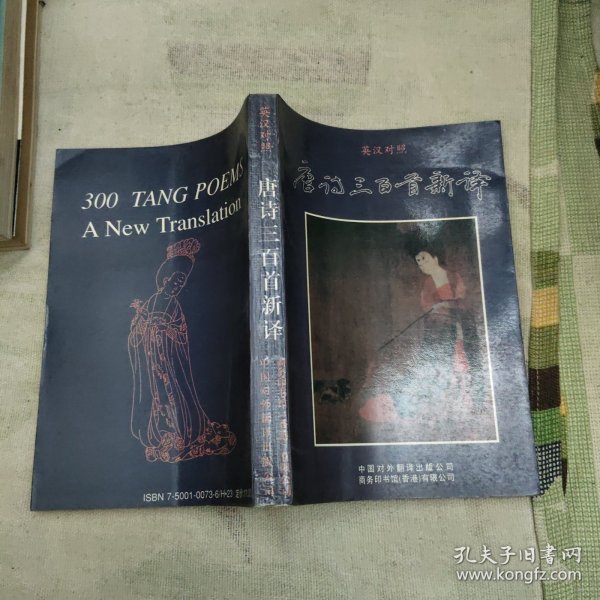 300 TANG POEMS
A New Translation
ISBN 7-5001-0073-6/H·23
英汉对照
唐诗三百首新译
英汉对照
唐诗三百首新译
中国对外翻译出版公司
商务印书馆(香港)有限公司
孔夫子旧书网
www.kongfz.com